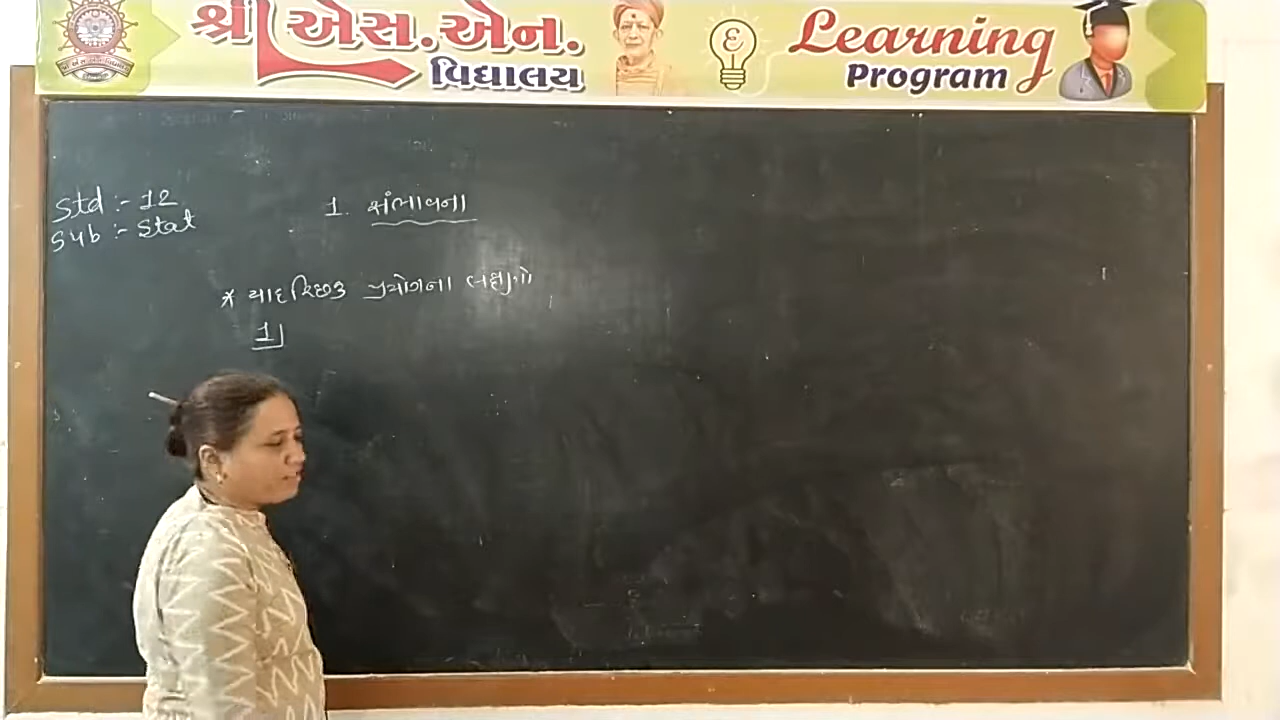 શ્રી એસ.એન.
વિદ્યાલય
Learning
Program
Std :- 12
Sub :- Stat
1. સંભાવના
* યાદચ્છિક પ્રયોગના લક્ષણો
1